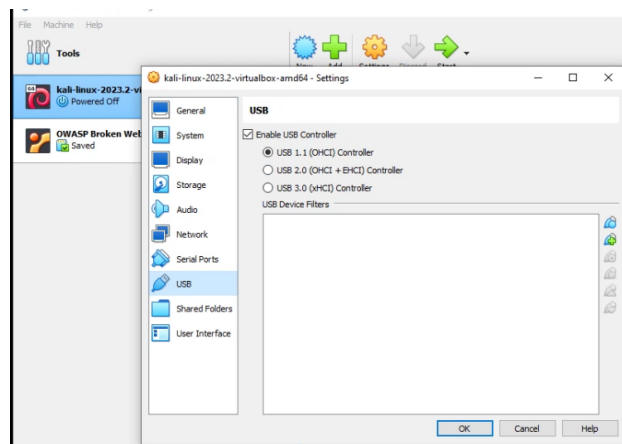 File Machine Help
Tools
New Add Settings Discard Start
kali-linux-2023.2-vi
Powered Off
OWASP Broken Wel
Saved
kali-linux-2023.2-virtualbox-amd64 - Settings
General
System
Display
Storage
Audio
Network
Serial Ports
USB
Shared Folders
User Interface
USB
Enable USB Controller
USB 1.1 (OHCI) Controller
USB 2.0 (OHCI + EHCI) Controller
USB 3.0 (xHCI) Controller
USB Device Filters
OK Cancel Help